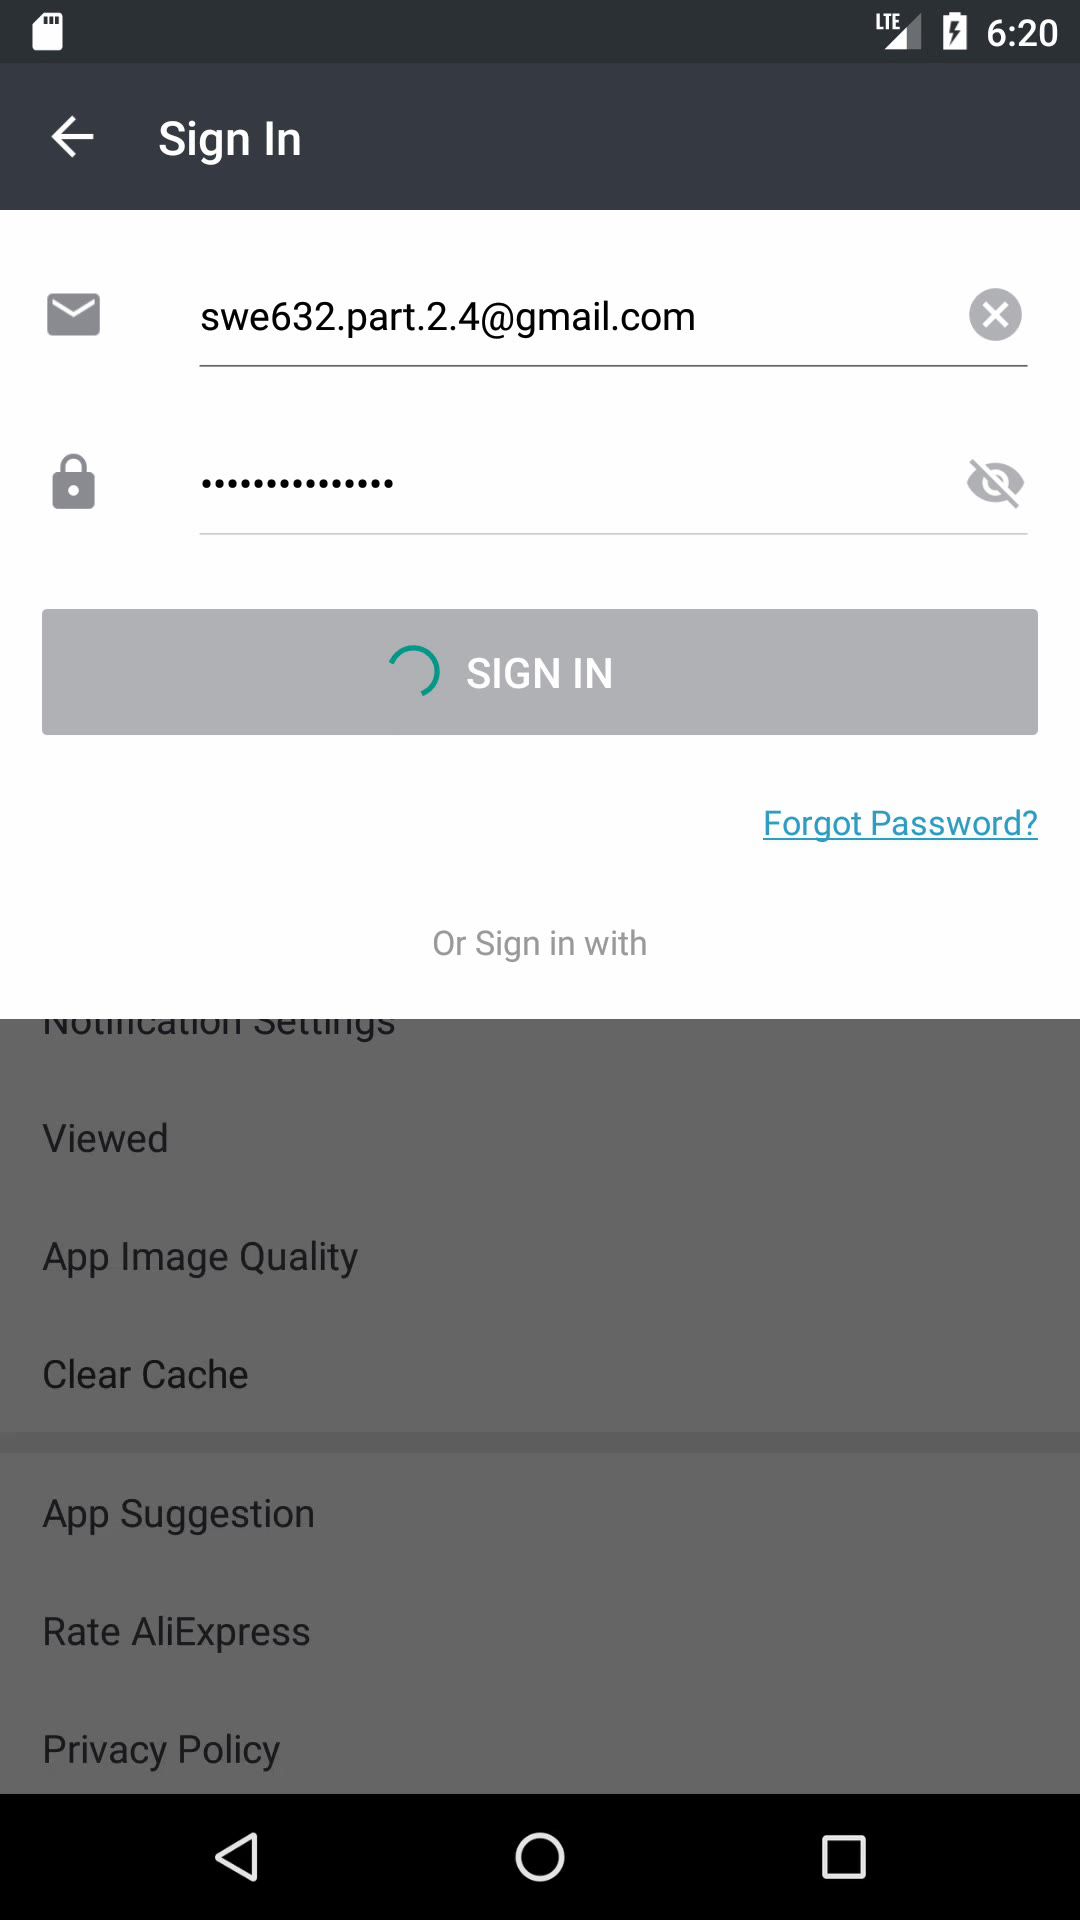 LTE 6:20
Sign In
swe632.part.2.4@gmail.com
•••••••••••••••
SIGN IN
Forgot Password?
Or Sign in with
Notification Settings
Viewed
App Image Quality
Clear Cache
App Suggestion
Rate AliExpress
Privacy Policy